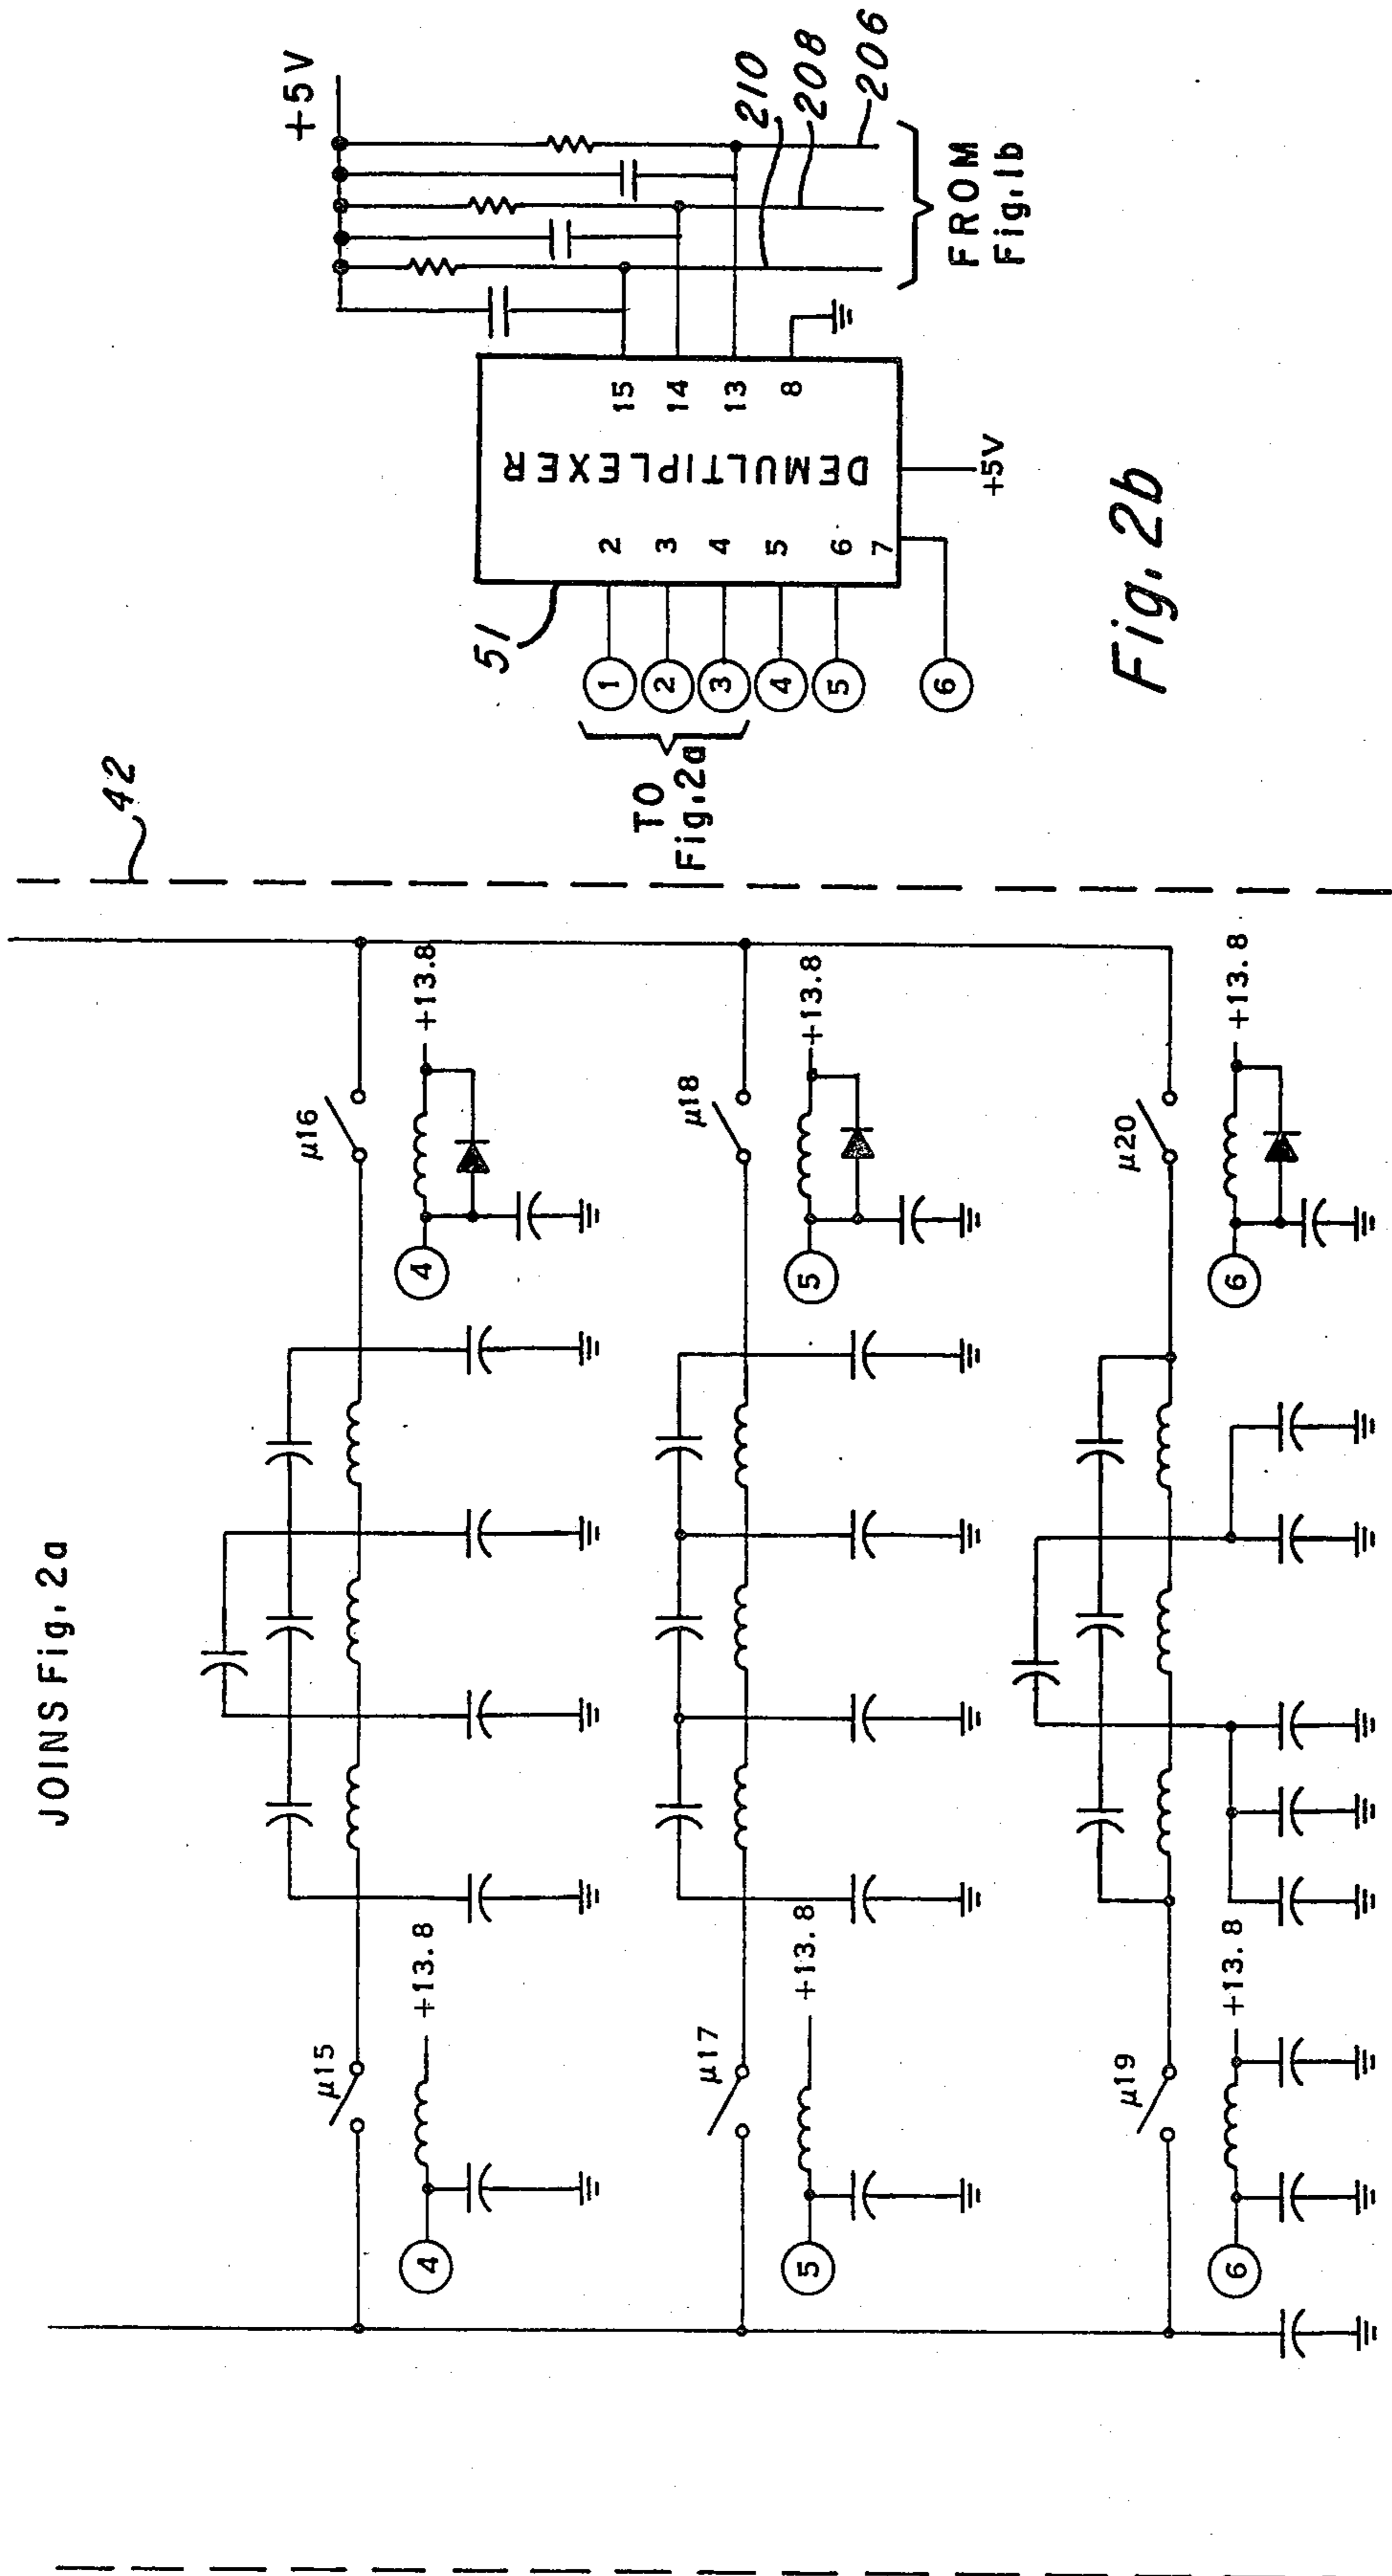 JOINS Fig. 2a
42
μ15
μ16
4
+13.8
4
+13.8
μ17
μ18
5
+13.8
5
+13.8
μ19
μ20
6
+13.8
6
+13.8
TO
Fig. 2a
1
2
3
4
5
6
51
2
3
4
5
6
7
DEMULTIPLEXER
15
14
13
8
+5V
+5V
210
208
206
FROM
Fig. 1b
Fig. 2b